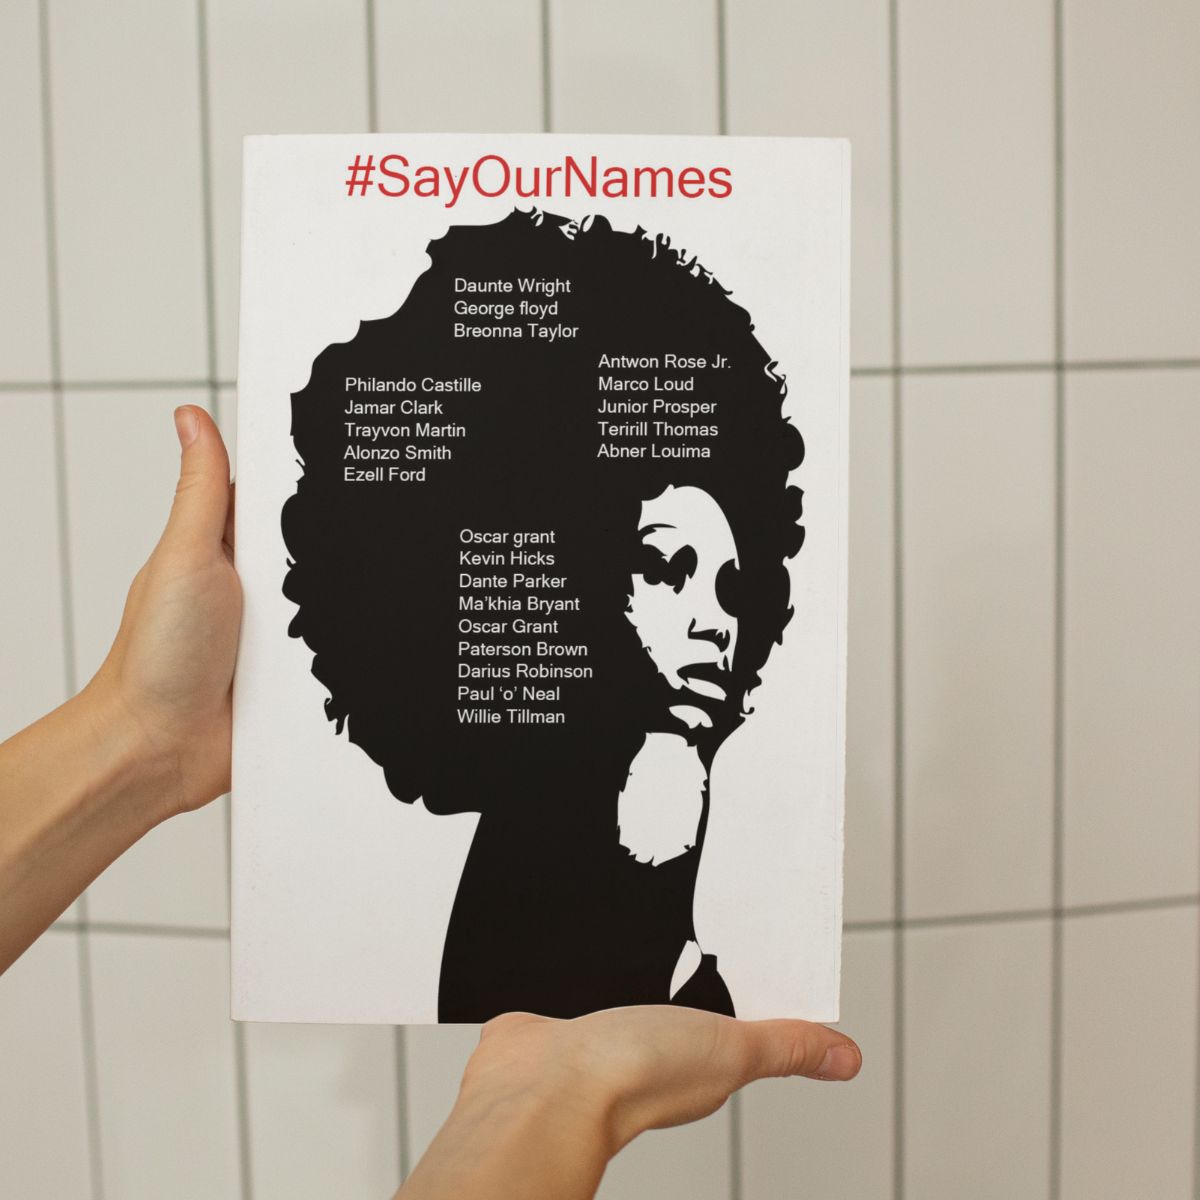 #SayOurNames
Daunte Wright
George floyd
Breonna Taylor
Philando Castille
Jamar Clark
Trayvon Martin
Alonzo Smith
Ezell Ford
Antwon Rose Jr.
Marco Loud
Junior Prosper
Teririll Thomas
Abner Louima
Oscar grant
Kevin Hicks
Dante Parker
Ma’khia Bryant
Oscar Grant
Paterson Brown
Darius Robinson
Paul ‘o’ Neal
Willie Tillman